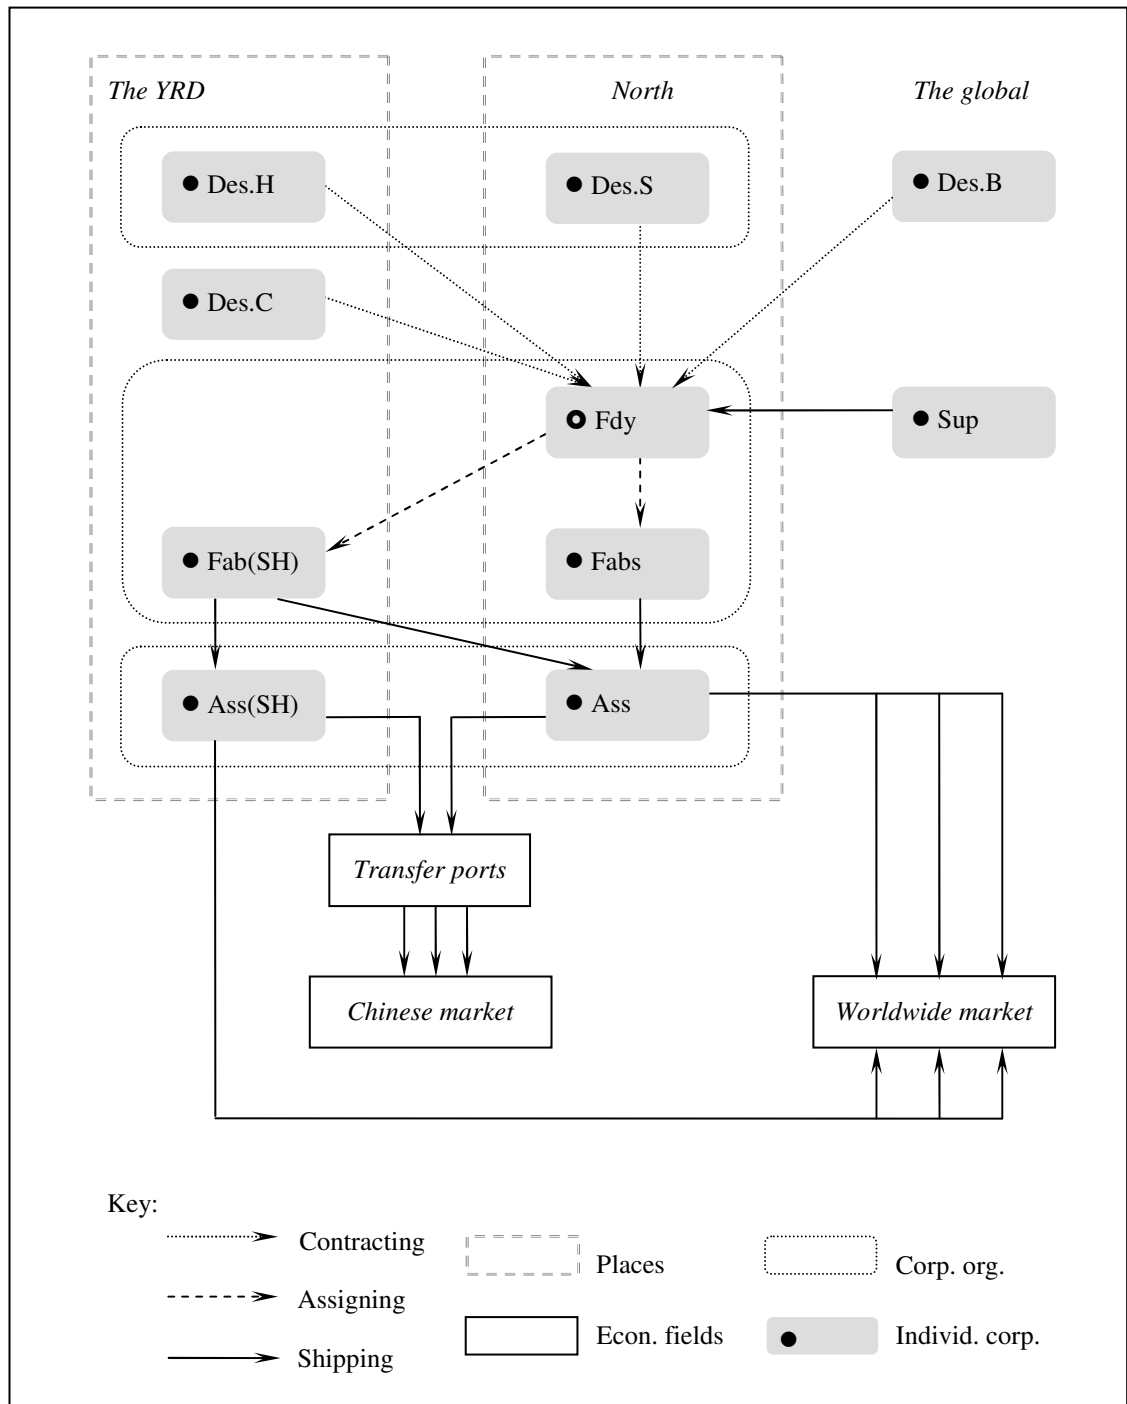 The YRD
North
The global
Des.H
Des.S
Des.B
Des.C
Fdy
Sup
Fab(SH)
Fabs
Ass(SH)
Ass
Transfer ports
Chinese market
Worldwide market
Key:
Contracting
Places
Corp. org.
Assigning
Econ. fields
Individ. corp.
Shipping